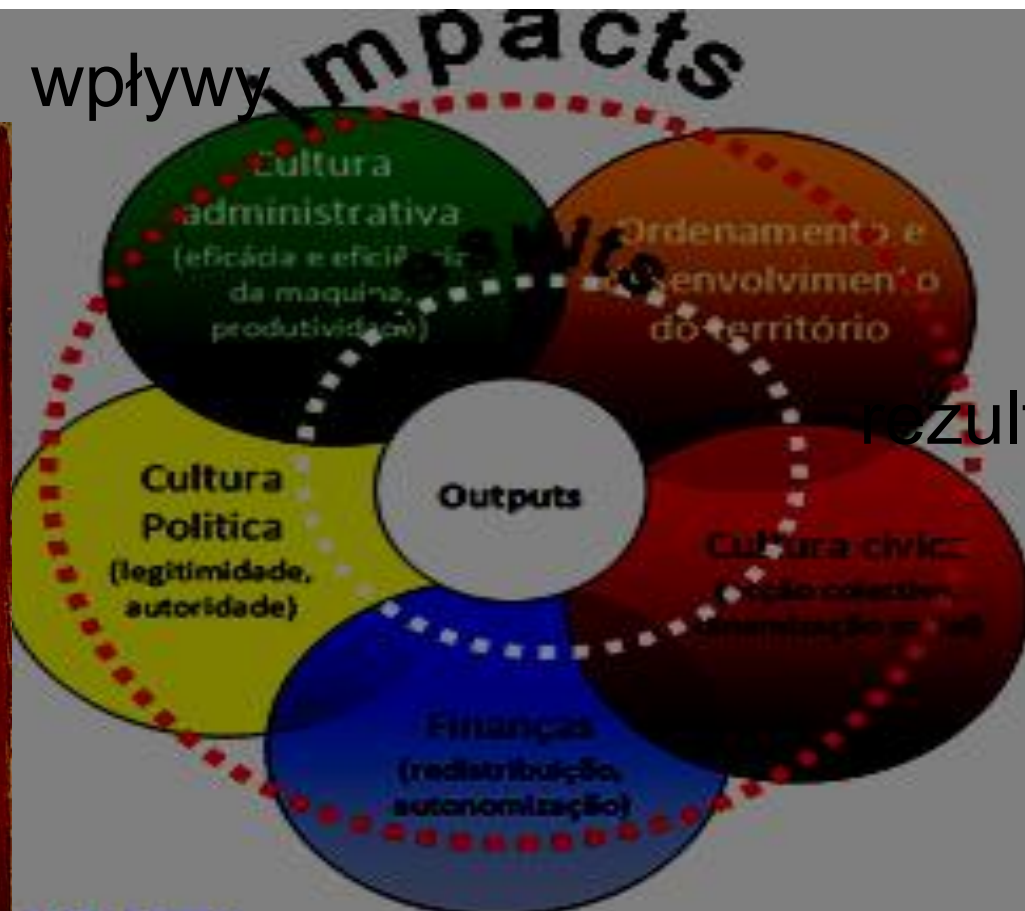 wpływy
Impacts
Cultura
administrativa
(eficácia e eficiência
da maquina,
produtividade)
Ordenamento e
desenvolvimento
do território
Cultura
Politica
(legitimidade,
autoridade)
Outputs
Cultura civic
Finanças
(redistribuição,
autonomização)